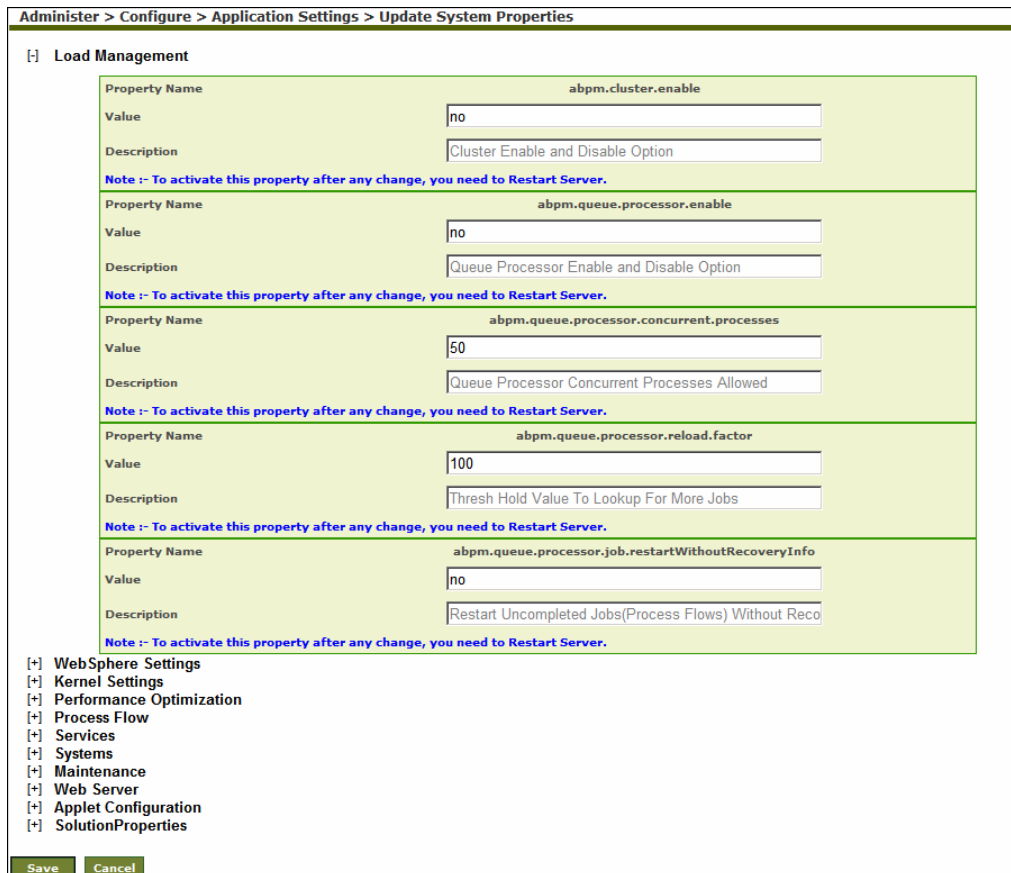 Administer > Configure > Application Settings > Update System Properties
[-] Load Management
Property Name abpm.cluster.enable
Value no
Description Cluster Enable and Disable Option
Note :- To activate this property after any change, you need to Restart Server.
Property Name abpm.queue.processor.enable
Value no
Description Queue Processor Enable and Disable Option
Note :- To activate this property after any change, you need to Restart Server.
Property Name abpm.queue.processor.concurrent.processes
Value 50
Description Queue Processor Concurrent Processes Allowed
Note :- To activate this property after any change, you need to Restart Server.
Property Name abpm.queue.processor.reload.factor
Value 100
Description Thresh Hold Value To Lookup For More Jobs
Note :- To activate this property after any change, you need to Restart Server.
Property Name abpm.queue.processor.job.restartWithoutRecoveryInfo
Value no
Description Restart Uncompleted Jobs(Process Flows) Without Reco
Note :- To activate this property after any change, you need to Restart Server.
[+] WebSphere Settings
[+] Kernel Settings
[+] Performance Optimization
[+] Process Flow
[+] Services
[+] Systems
[+] Maintenance
[+] Web Server
[+] Applet Configuration
[+] SolutionProperties
Save Cancel